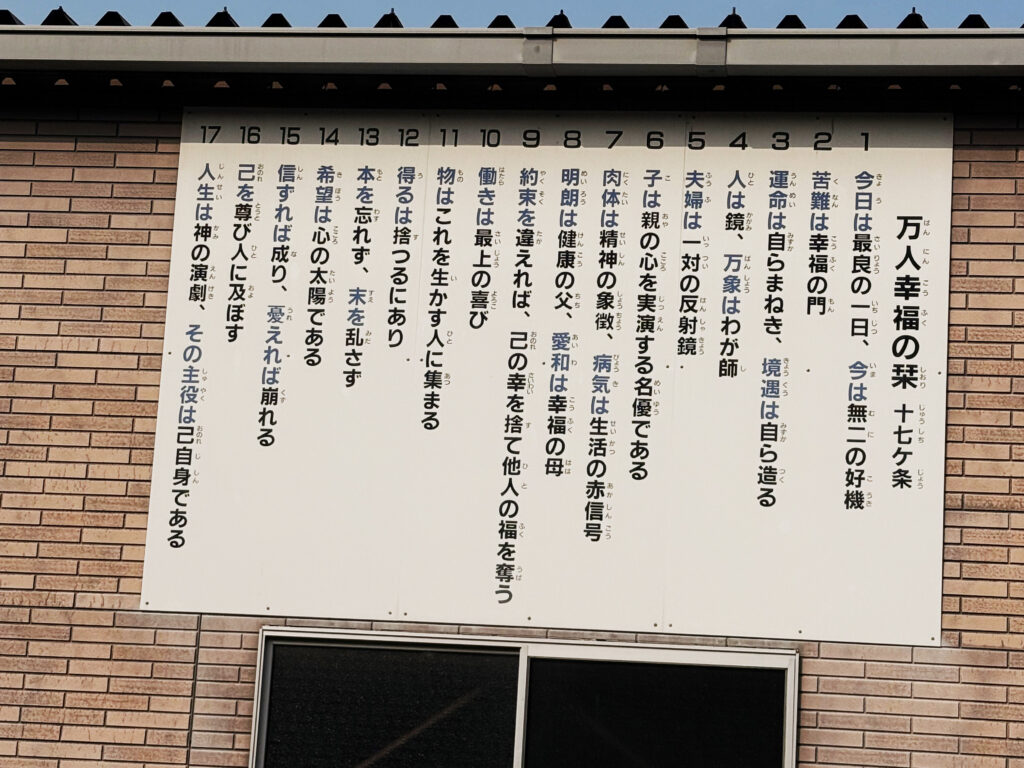 万人幸福の栞 十七ケ条
1 今日は最良の一日、今は無二の好機
2 苦難は幸福の門
3 運命は自らまねき、境遇は自ら造る
4 人は鏡、万象はわが師
5 夫婦は一対の反射鏡
6 子は親の心を実演する名優である
7 肉体は精神の象徴、病気は生活の赤信号
8 明朗は健康の父、愛和は幸福の母
9 約束を違えれば、己の幸を捨て他人の福を奪う
10 働きは最上の喜び
11 物はこれを生かす人に集まる
12 得るは捨つるにあり
13 本を忘れず、末を乱さず
14 希望は心の太陽である
15 信ずれば成り、憂えれば崩れる
16 己を尊び人に及ぼす
17 人生は神の演劇、その主役は己自身である